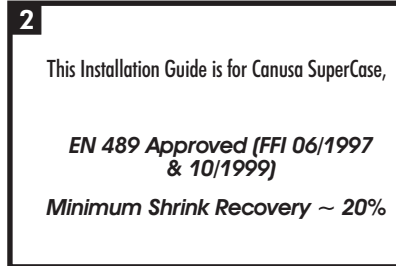 2
This Installation Guide is for Canusa SuperCase,
EN 489 Approved (FFI 06/1997
& 10/1999)
Minimum Shrink Recovery ~ 20%